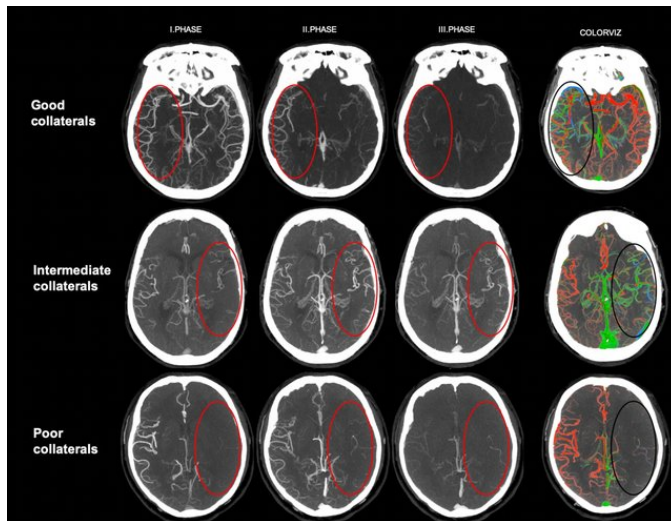 I.PHASE
II.PHASE
III.PHASE
COLORVIZ
Good
collaterals
Intermediate
collaterals
Poor
collaterals